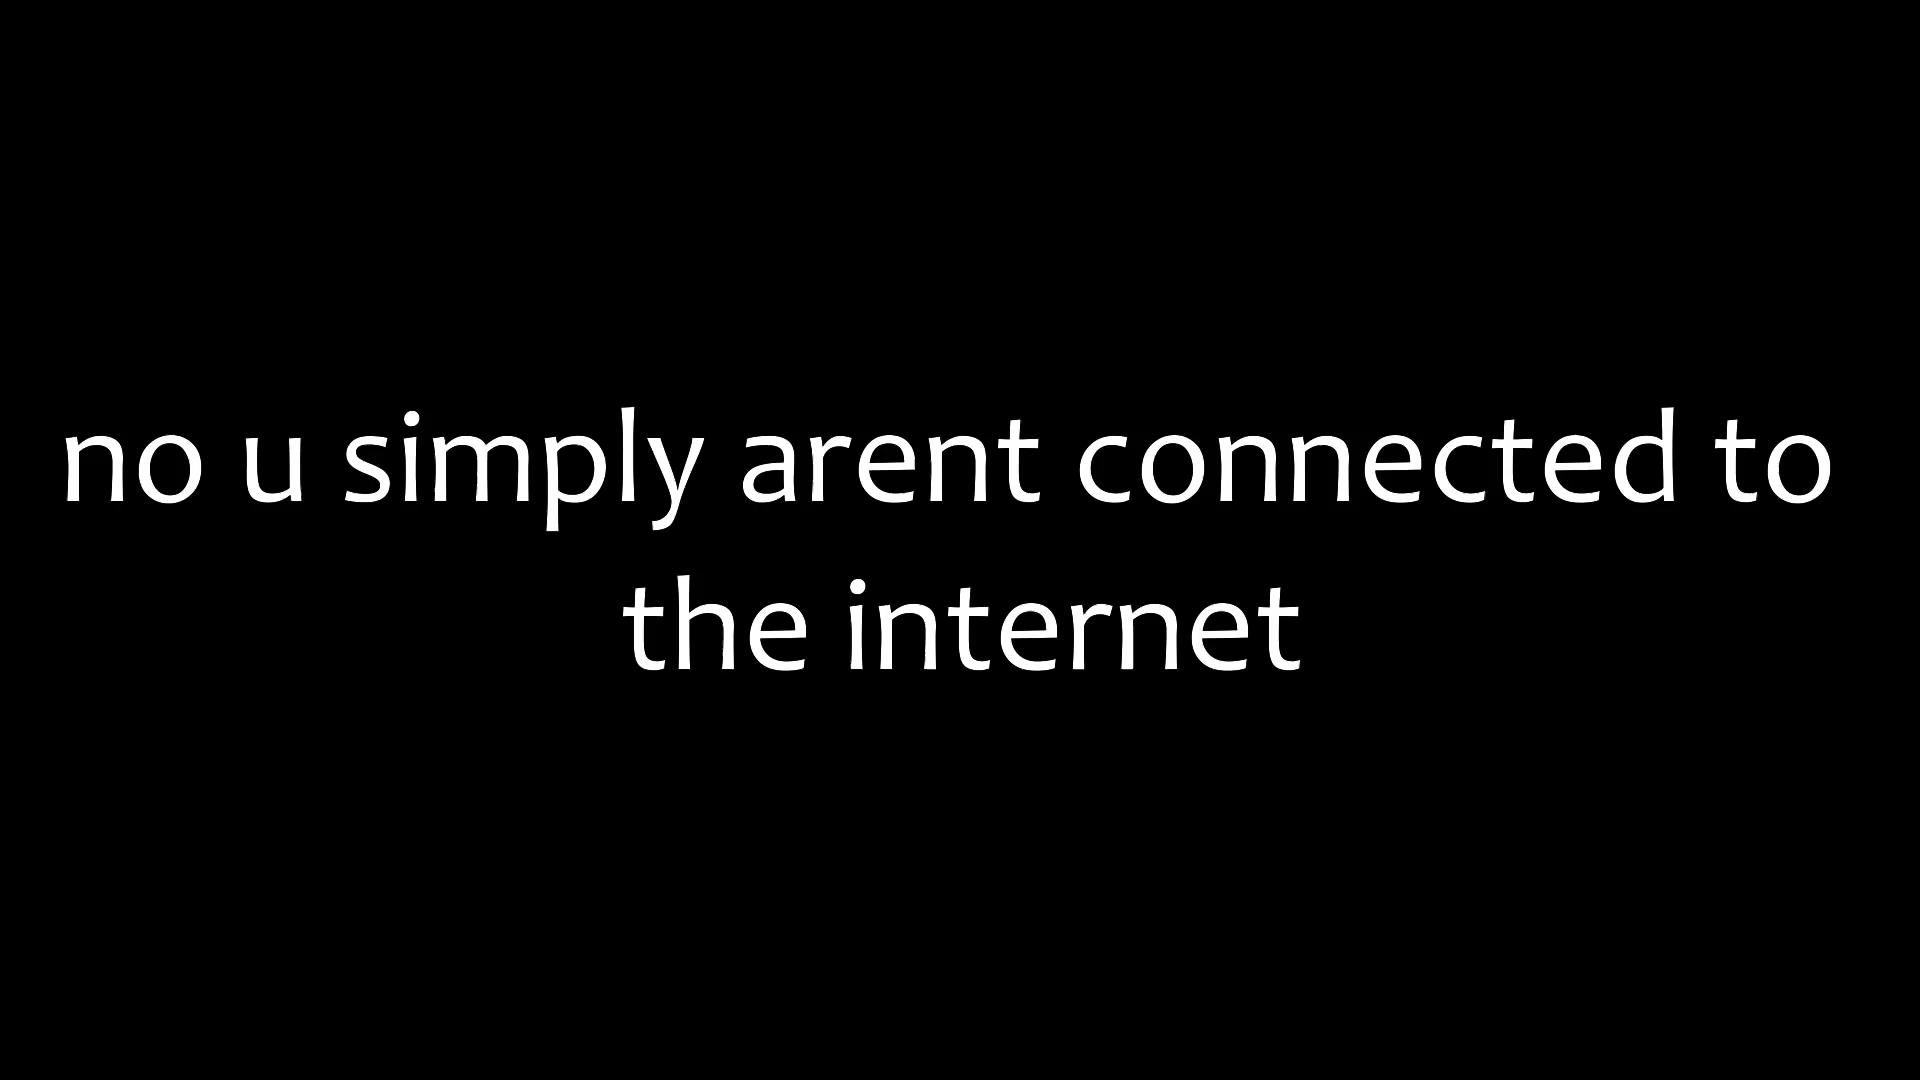 no u simply arent connected to
the internet